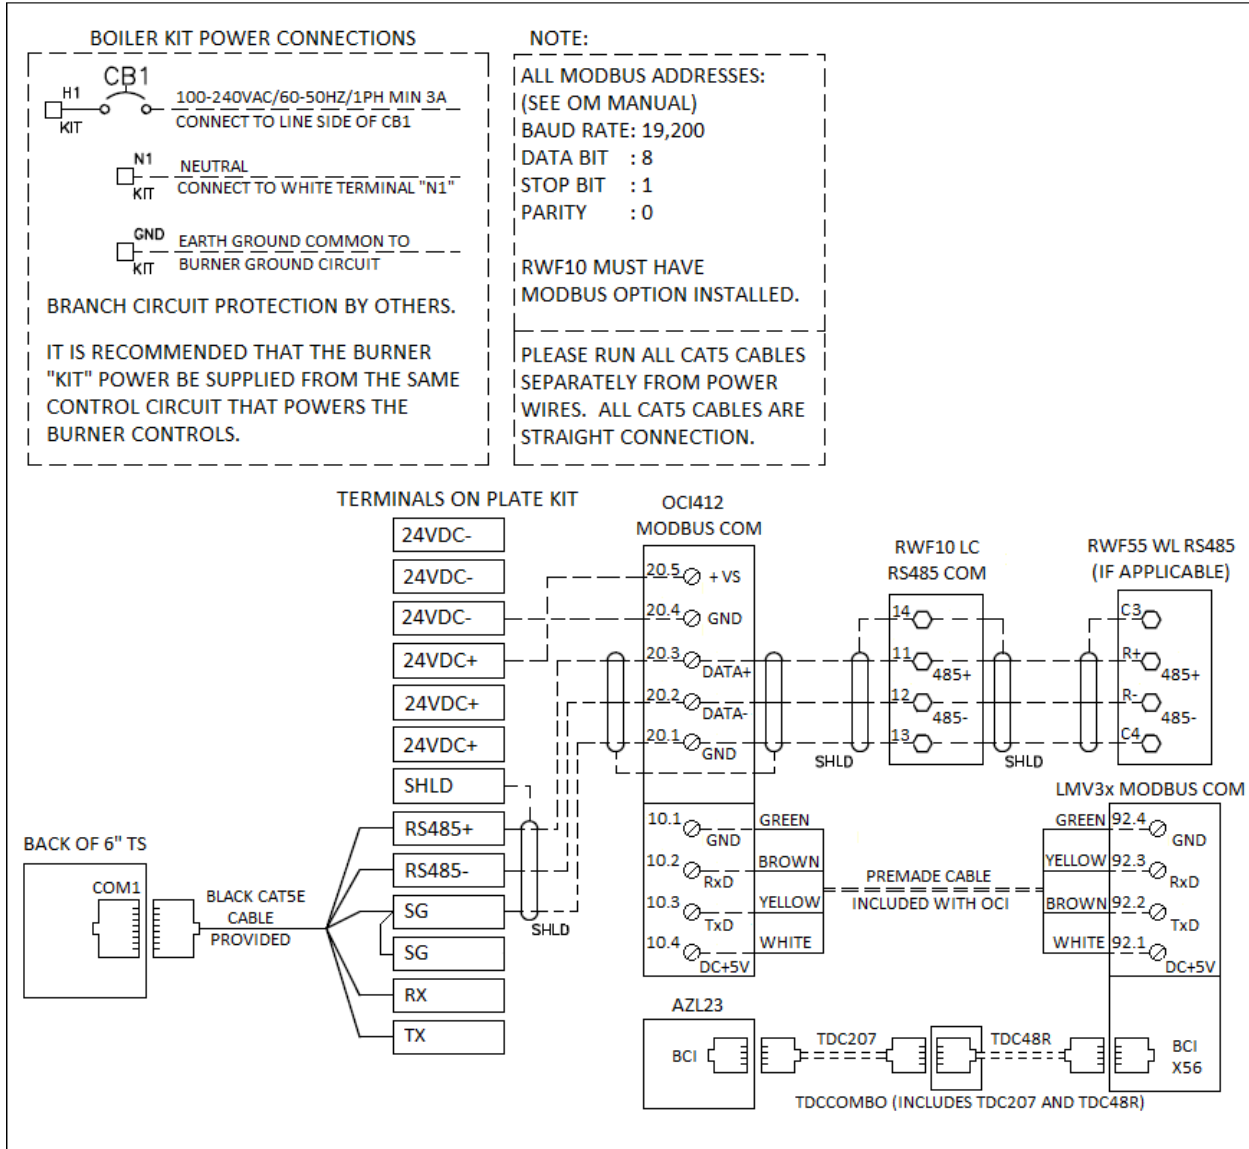 BOILER KIT POWER CONNECTIONS
CB1
H1
KIT
100-240VAC/60-50HZ/1PH MIN 3A
CONNECT TO LINE SIDE OF CB1
N1
KIT
NEUTRAL
CONNECT TO WHITE TERMINAL "N1"
GND
KIT
EARTH GROUND COMMON TO
BURNER GROUND CIRCUIT
BRANCH CIRCUIT PROTECTION BY OTHERS.
IT IS RECOMMENDED THAT THE BURNER
"KIT" POWER BE SUPPLIED FROM THE SAME
CONTROL CIRCUIT THAT POWERS THE
BURNER CONTROLS.
NOTE:
ALL MODBUS ADDRESSES:
(SEE OM MANUAL)
BAUD RATE: 19,200
DATA BIT : 8
STOP BIT : 1
PARITY : 0
RWF10 MUST HAVE
MODBUS OPTION INSTALLED.
PLEASE RUN ALL CAT5 CABLES
SEPARATELY FROM POWER
WIRES. ALL CAT5 CABLES ARE
STRAIGHT CONNECTION.
BACK OF 6" TS
COM1
BLACK CAT5E
CABLE
PROVIDED
TERMINALS ON PLATE KIT
24VDC-
24VDC-
24VDC-
24VDC+
24VDC+
24VDC+
SHLD
RS485+
RS485-
SG
SG
RX
TX
SHLD
OCI412
MODBUS COM
20.5 + VS
20.4 GND
20.3 DATA+
20.2 DATA-
20.1 GND
10.1 GND
10.2 RxD
10.3 TxD
10.4 DC+5V
GREEN
BROWN
YELLOW
WHITE
PREMADE CABLE
INCLUDED WITH OCI
RWF10 LC
RS485 COM
14
11 485+
12 485-
13
SHLD
SHLD
RWF55 WL RS485
(IF APPLICABLE)
C3
R+ 485+
R- 485-
C4
LMV3x MODBUS COM
GREEN 92.4 GND
YELLOW 92.3 RxD
BROWN 92.2 TxD
WHITE 92.1 DC+5V
AZL23
BCI
TDC207
TDC48R
BCI
X56
TDCCOMBO (INCLUDES TDC207 AND TDC48R)